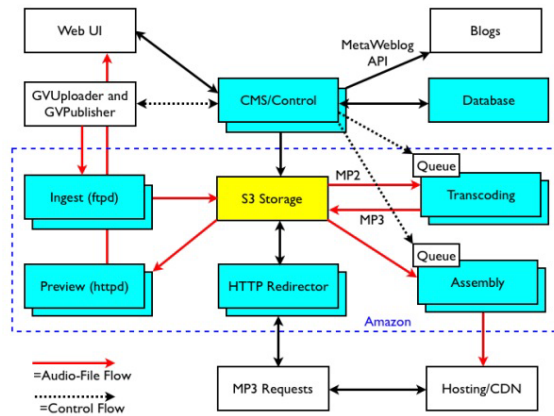 Web UI
MetaWeblog
API
Blogs
GVUploader and
GVPublisher
CMS/Control
Database
Queue
Ingest (ftpd)
S3 Storage
MP2
MP3
Transcoding
Queue
Preview (httpd)
HTTP Redirector
Assembly
Amazon
=Audio-File Flow
=Control Flow
MP3 Requests
Hosting/CDN